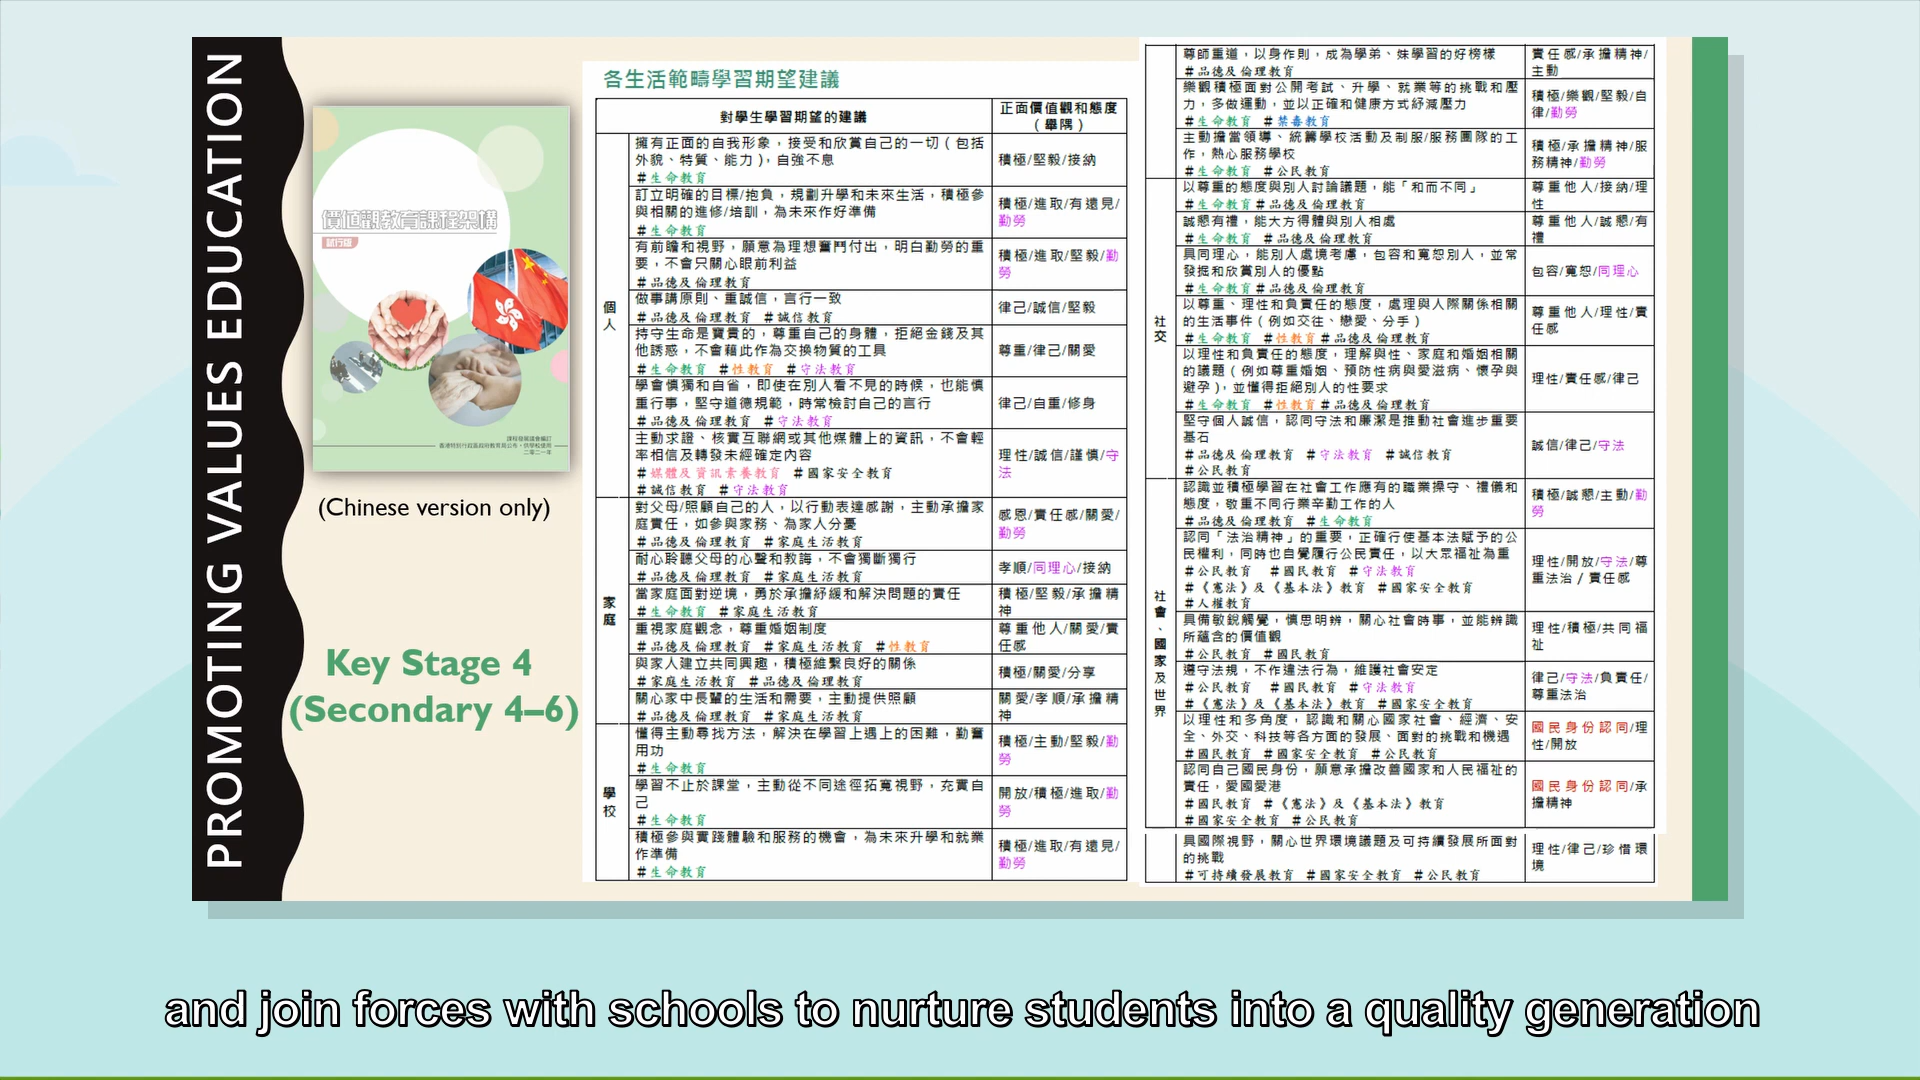 PROMOTING VALUES EDUCATION
價值觀教育課程架構
試行版
課程發展議會編訂
香港特別行政區政府教育局公布，供學校使用
二零二一年
(Chinese version only)
Key Stage 4
(Secondary 4–6)
各生活範疇學習期望建議
對學生學習期望的建議
正面價值觀和態度
（舉隅）
個人
擁有正面的自我形象，接受和欣賞自己的一切（包括
外貌、特質、能力），自強不息
#生命教育
積極/堅毅/接納
訂立明確的目標/抱負，規劃升學和未來生活，積極參
與相關的進修/培訓，為未來作好準備
#生命教育
積極/進取/有遠見/
勤勞
有前瞻和視野，願意為理想奮鬥付出，明白勤勞的重
要，不會只關心眼前利益
#品德及倫理教育
積極/進取/堅毅/勤
勞
做事講原則、重誠信，言行一致
#品德及倫理教育 #誠信教育
律己/誠信/堅毅
持守生命是寶貴的，尊重自己的身體，拒絕金錢及其
他誘惑，不會藉此作為交換物質的工具
#生命教育 #性教育 #守法教育
尊重/律己/關愛
學會慎獨和自省，即使在別人看不見的時候，也能慎
重行事，堅守道德規範，時常檢討自己的言行
#品德及倫理教育 #守法教育
律己/自重/修身
主動求證、核實互聯網或其他媒體上的資訊，不會輕
率相信及轉發未經確定內容
#媒體及資訊素養教育 #國家安全教育
#誠信教育 #守法教育
理性/誠信/謹慎/守
法
家庭
對父母/照顧自己的人，以行動表達感謝，主動承擔家
庭責任，如參與家務、為家人分憂
#品德及倫理教育 #家庭生活教育
感恩/責任感/關愛/
勤勞
耐心聆聽父母的心聲和教誨，不會獨斷獨行
#品德及倫理教育 #家庭生活教育
孝順/同理心/接納
當家庭面對逆境，勇於承擔紓緩和解決問題的責任
#生命教育 #家庭生活教育
積極/堅毅/承擔精
神
重視家庭觀念，尊重婚姻制度
#品德及倫理教育 #家庭生活教育 #性教育
尊重他人/關愛/責
任感
與家人建立共同興趣，積極維繫良好的關係
#家庭生活教育 #品德及倫理教育
積極/關愛/分享
關心家中長輩的生活和需要，主動提供照顧
#品德及倫理教育 #家庭生活教育
關愛/孝順/承擔精
神
學校
懂得主動尋找方法，解決在學習上遇上的困難，勤奮
用功
#生命教育
積極/主動/堅毅/勤
勞
學習不止於課堂，主動從不同途徑拓寬視野，充實自
己
#生命教育
開放/積極/進取/勤
勞
積極參與實踐體驗和服務的機會，為未來升學和就業
作準備
#生命教育
積極/進取/有遠見/
勤勞
尊師重道，以身作則，成為學弟、妹學習的好榜樣
#品德及倫理教育
責任感/承擔精神/
主動
樂觀積極面對公開考試、升學、就業等的挑戰和壓
力，多做運動，並以正確和健康方式紓減壓力
#生命教育 #禁毒教育
積極/樂觀/堅毅/自
律/勤勞
主動擔當領導、統籌學校活動及制服/服務團隊的工
作，熱心服務學校
#生命教育 #公民教育
積極/承擔精神/服
務精神/勤勞
社交
以尊重的態度與別人討論議題，能「和而不同」
#生命教育#品德及倫理教育
尊重他人/接納/理
性
誠懇有禮，能大方得體與別人相處
#生命教育 #品德及倫理教育
尊重他人/誠懇/有
禮
具同理心，能別人處境考慮，包容和寬恕別人，並常
發掘和欣賞別人的優點
#生命教育#品德及倫理教育
包容/寬恕/同理心
以尊重、理性和負責任的態度，處理與人際關係相關
的生活事件（例如交往、戀愛、分手）
#生命教育 #性教育#品德及倫理教育
尊重他人/理性/責
任感
以理性和負責任的態度，理解與性、家庭和婚姻相關
的議題（例如尊重婚姻、預防性病與愛滋病、懷孕與
避孕），並懂得拒絕別人的性要求
#生命教育 #性教育#品德及倫理教育
理性/責任感/律己
堅守個人誠信，認同守法和廉潔是推動社會進步重要
基石
#品德及倫理教育 #守法教育 #誠信教育
#公民教育
誠信/律己/守法
社會、國家及世界
認識並積極學習在社會工作應有的職業操守、禮儀和
態度，敬重不同行業辛勤工作的人
#品德及倫理教育 #生命教育
積極/誠懇/主動/勤
勞
認同「法治精神」的重要，正確行使基本法賦予的公
民權利，同時也自覺履行公民責任，以大眾福祉為重
#公民教育 #國民教育 #守法教育
#《憲法》及《基本法》教育 #國家安全教育
#人權教育
理性/開放/守法/尊
重法治/責任感
具備敏銳觸覺，慎思明辨，關心社會時事，並能辨識
所蘊含的價值觀
#公民教育 #國民教育
理性/積極/共同福
祉
遵守法規，不作違法行為，維護社會安定
#公民教育 #國民教育 #守法教育
#《憲法》及《基本法》教育 #國家安全教育
律己/守法/負責任/
尊重法治
以理性和多角度，認識和關心國家社會、經濟、安
全、外交、科技等各方面的發展、面對的挑戰和機遇
#國民教育 #國家安全教育 #公民教育
國民身份認同/理
性/開放
認同自己國民身份，願意承擔改善國家和人民福祉的
責任，愛國愛港
#國民教育 #《憲法》及《基本法》教育
#國家安全教育 #公民教育
國民身份認同/承
擔精神
具國際視野，關心世界環境議題及可持續發展所面對
的挑戰
#可持續發展教育 #國家安全教育 #公民教育
理性/律己/珍惜環
境
and join forces with schools to nurture students into a quality generation